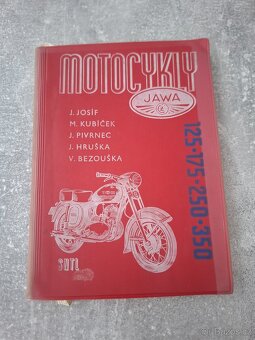 MOTOCYKLY
JAWA
J. JOSÍF
M. KUBÍČEK
J. PIVRNEC
J. HRUŠKA
V. BEZOUŠKA
125·175·250·350
SNTL